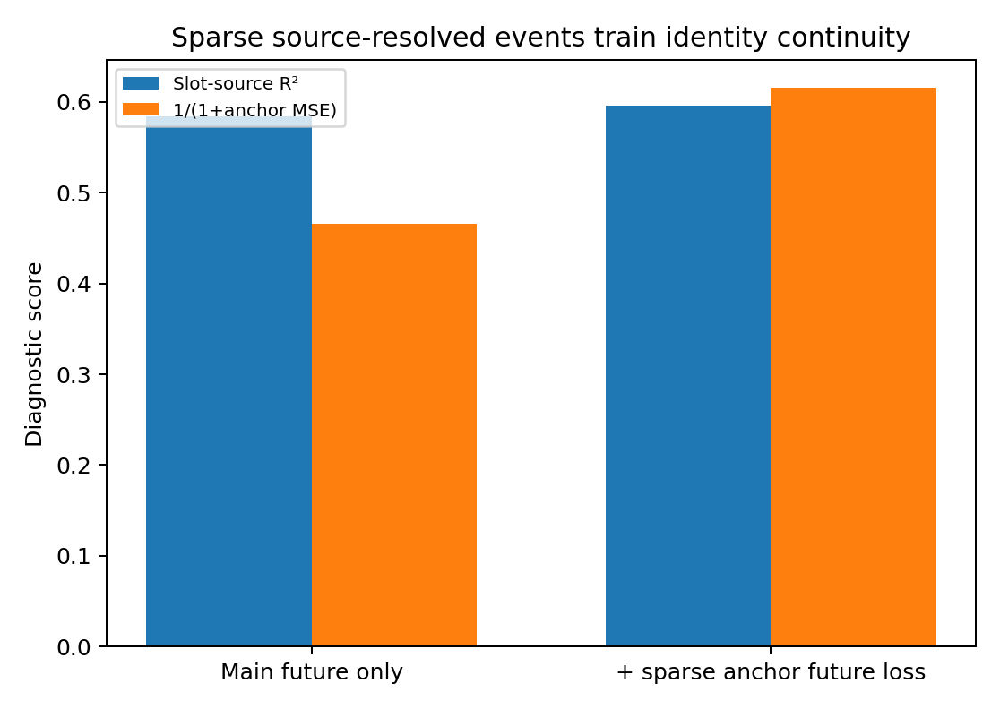 Sparse source-resolved events train identity continuity
Slot-source R²
1/(1+anchor MSE)
Diagnostic score
0.6
0.5
0.4
0.3
0.2
0.1
0.0
Main future only
+ sparse anchor future loss